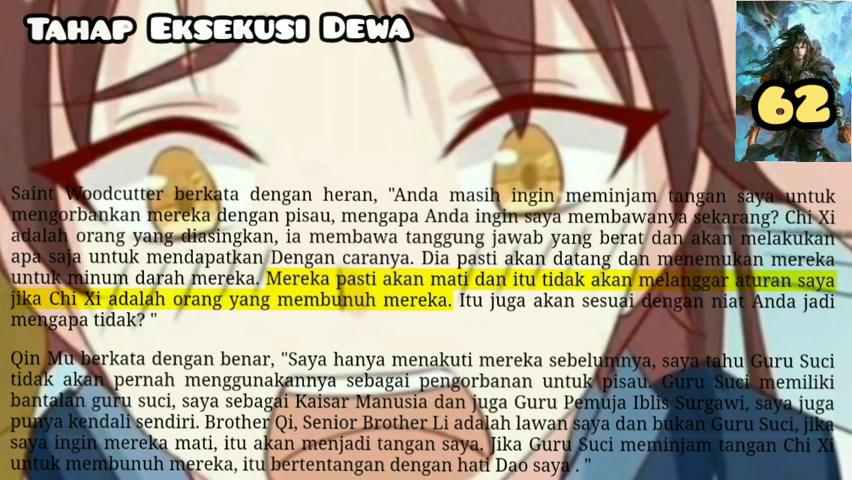 Tahap Eksekusi Dewa
62
Saint Woodcutter berkata dengan heran, "Anda masih ingin meminjam tangan saya untuk
mengorbankan mereka dengan pisau, mengapa Anda ingin saya membawanya sekarang? Chi Xi
adalah orang yang diasingkan, ia membawa tanggung jawab yang berat dan akan melakukan
apa saja untuk mendapatkan Dengan caranya. Dia pasti akan datang dan menemukan mereka
untuk minum darah mereka. Mereka pasti akan mati dan itu tidak akan melanggar aturan saya
jika Chi Xi adalah orang yang membunuh mereka. Itu juga akan sesuai dengan niat Anda jadi
mengapa tidak? "
Qin Mu berkata dengan benar, "Saya hanya menakuti mereka sebelumnya, saya tahu Guru Suci
tidak akan pernah menggunakannya sebagai pengorbanan untuk pisau. Guru Suci memiliki
bantalan guru suci, saya sebagai Kaisar Manusia dan juga Guru Pemuja Iblis Surgawi, saya juga
punya kendali sendiri. Brother Qi, Senior Brother Li adalah lawan saya dan bukan Guru Suci, jika
saya ingin mereka mati, itu akan menjadi tangan saya. Jika Guru Suci meminjam tangan Chi Xi
untuk membunuh mereka, itu bertentangan dengan hati Dao saya . "